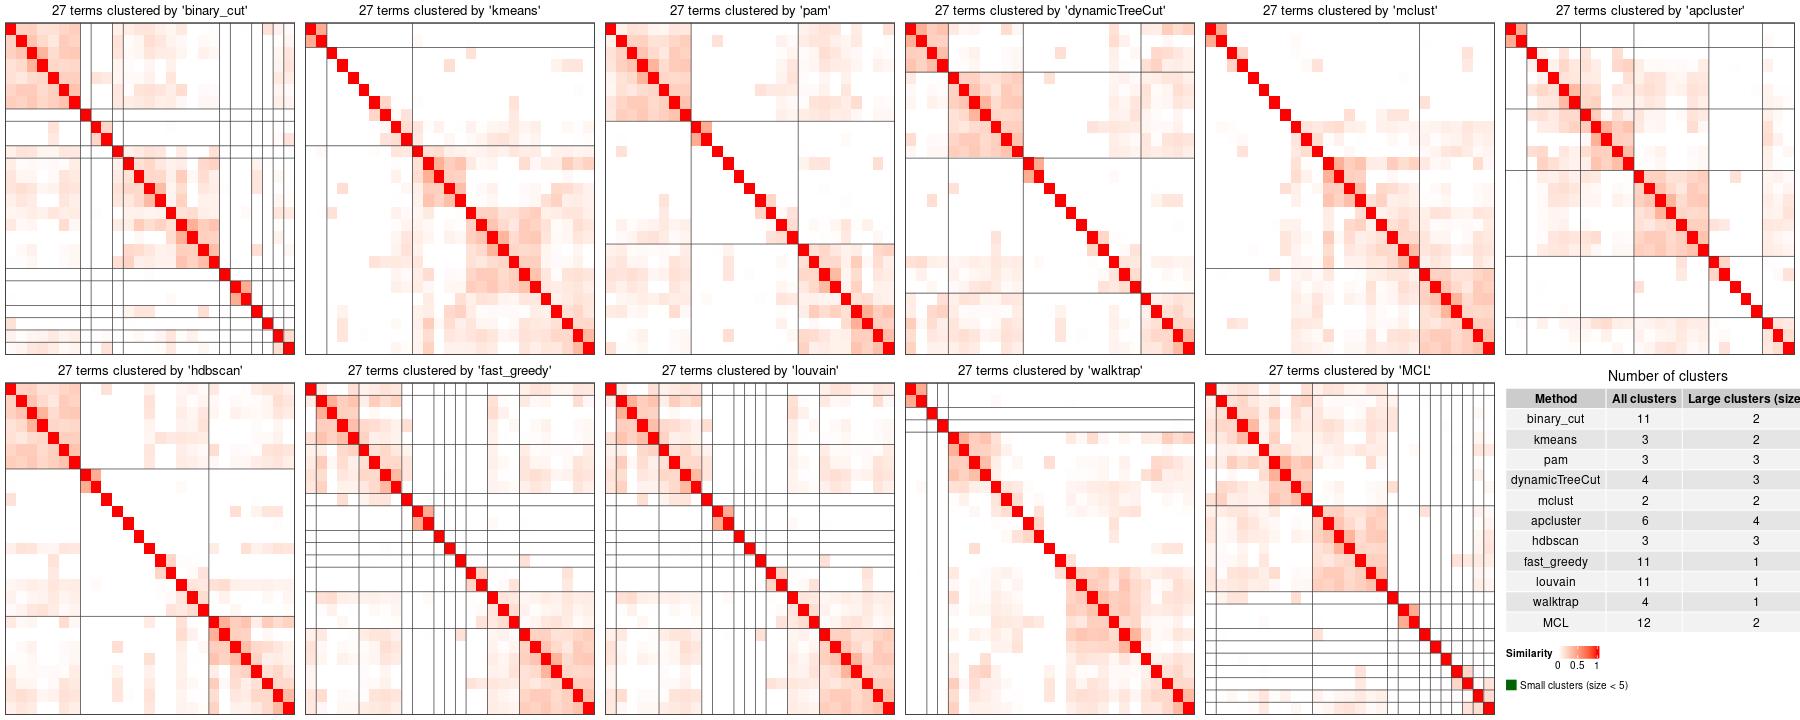 27 terms clustered by 'binary_cut'
27 terms clustered by 'kmeans'
27 terms clustered by 'pam'
27 terms clustered by 'dynamicTreeCut'
27 terms clustered by 'mclust'
27 terms clustered by 'apcluster'
27 terms clustered by 'hdbscan'
27 terms clustered by 'fast_greedy'
27 terms clustered by 'louvain'
27 terms clustered by 'walktrap'
27 terms clustered by 'MCL'
Number of clusters
Method All clusters Large clusters (size
binary_cut 11 2
kmeans 3 2
pam 3 3
dynamicTreeCut 4 3
mclust 2 2
apcluster 6 4
hdbscan 3 3
fast_greedy 11 1
louvain 11 1
walktrap 4 1
MCL 12 2
Similarity
0 0.5 1
Small clusters (size < 5)